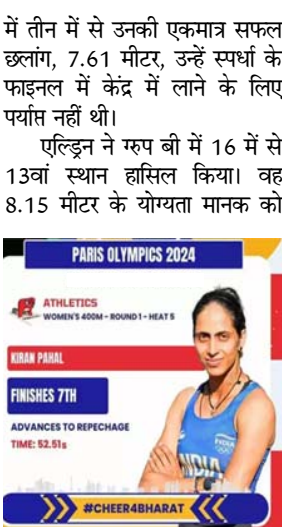 में तीन में से उनकी एकमात्र सफल
छलांग, 7.61 मीटर, उन्हें स्पर्धा के
फाइनल में केंद्र में लाने के लिए
पर्याप्त नहीं थी।
एल्ड्रिन ने ग्रुप बी में 16 में से
13वां स्थान हासिल किया। वह
8.15 मीटर के योग्यता मानक को
PARIS OLYMPICS 2024
ATHLETICS
WOMEN'S 400M - ROUND 1 - HEAT 5
KIRAN PAHAL
FINISHES 7TH
ADVANCES TO REPECHAGE
TIME: 52.51s
INDIA
INDIA
#CHEER4BHARAT